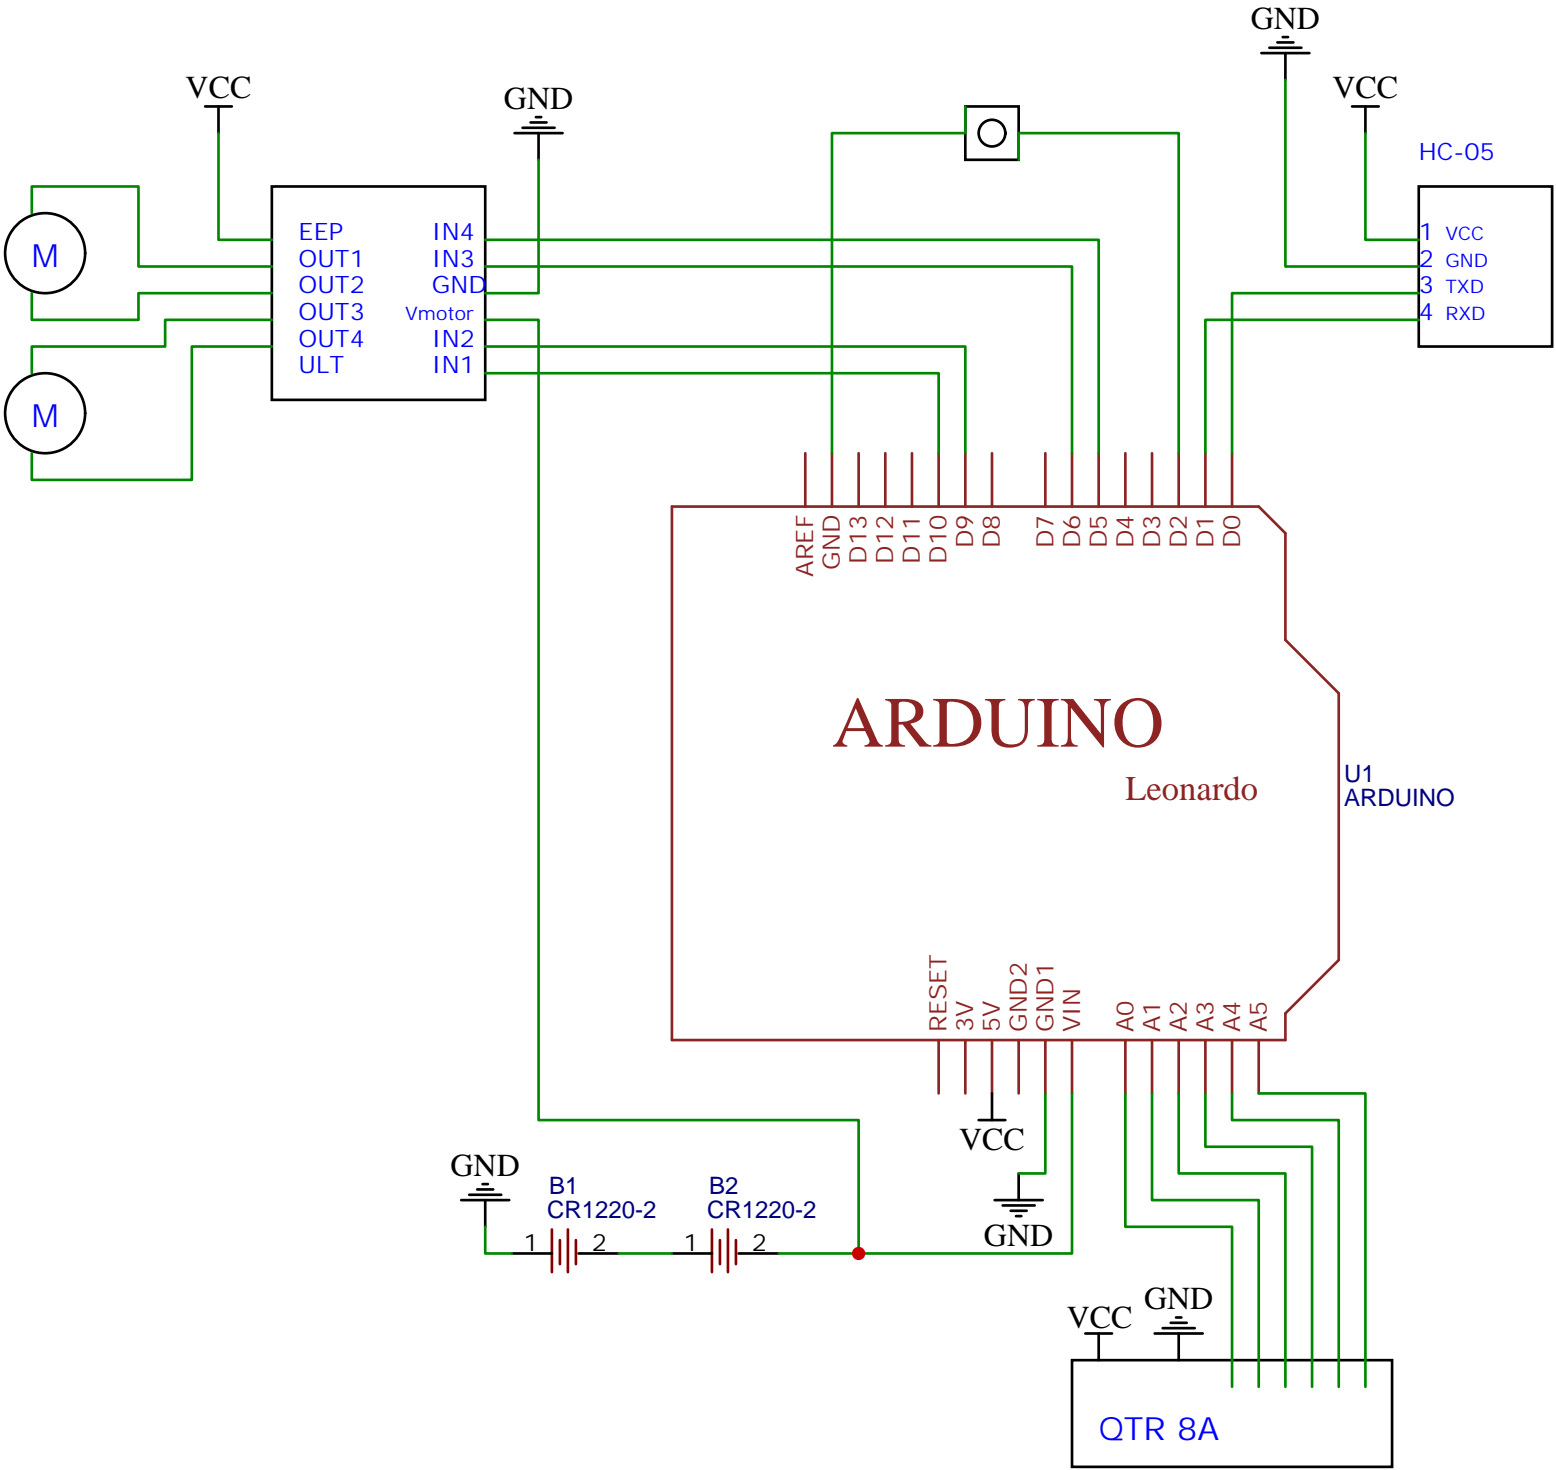 GND
VCC
VCC
GND
HC-05
M
M
EEP
OUT1
OUT2
OUT3
OUT4
ULT
IN4
IN3
GND
Vmotor
IN2
IN1
1 VCC
2 GND
3 TXD
4 RXD
AREF
GND
D13
D12
D11
D10
D9
D8
D7
D6
D5
D4
D3
D2
D1
D0
ARDUINO
Leonardo
U1
ARDUINO
RESET
3V
5V
GND2
GND1
VIN
A0
A1
A2
A3
A4
A5
VCC
GND
GND
B1
CR1220-2
1 2
B2
CR1220-2
1 2
VCC
GND
QTR 8A